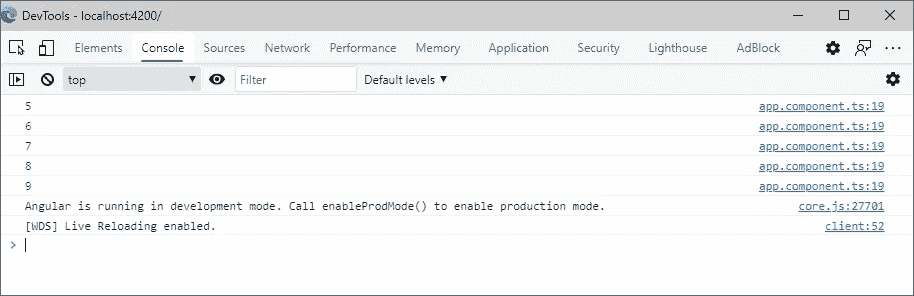 DevTools - localhost:4200/
Elements Console Sources Network Performance Memory Application Security Lighthouse AdBlock
top Filter Default levels
5 app.component.ts:19
6 app.component.ts:19
7 app.component.ts:19
8 app.component.ts:19
9 app.component.ts:19
Angular is running in development mode. Call enableProdMode() to enable production mode. core.js:27701
[WDS] Live Reloading enabled. client:52
>